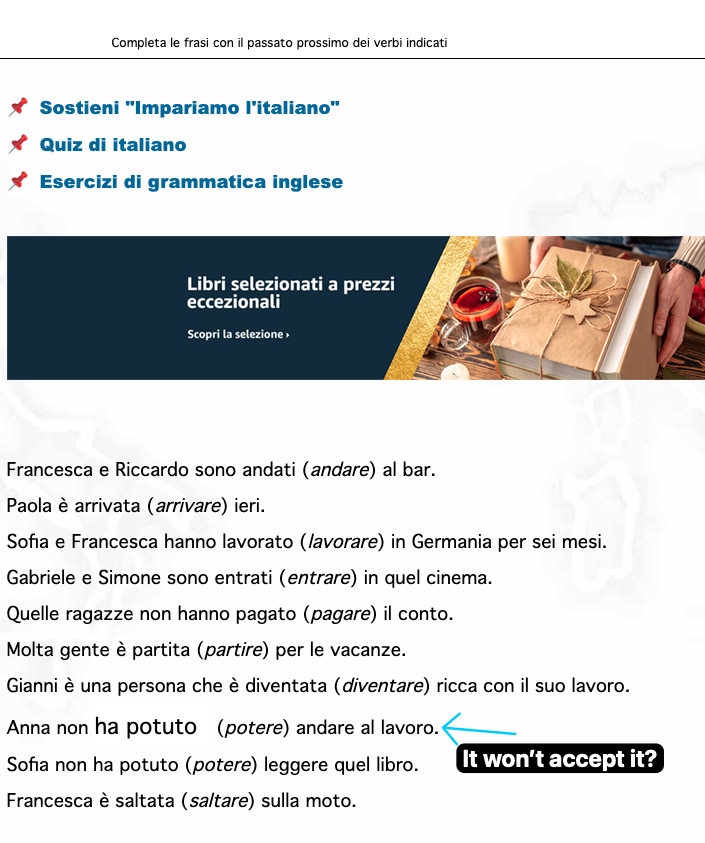 Completa le frasi con il passato prossimo dei verbi indicati
Sostieni "Impariamo l'italiano"
Quiz di italiano
Esercizi di grammatica inglese
Libri selezionati a prezzi
eccezionali
Scopri la selezione ›
Francesca e Riccardo sono andati (andare) al bar.
Paola è arrivata (arrivare) ieri.
Sofia e Francesca hanno lavorato (lavorare) in Germania per sei mesi.
Gabriele e Simone sono entrati (entrare) in quel cinema.
Quelle ragazze non hanno pagato (pagare) il conto.
Molta gente è partita (partire) per le vacanze.
Gianni è una persona che è diventata (diventare) ricca con il suo lavoro.
Anna non ha potuto (potere) andare al lavoro.
It won't accept it?
Sofia non ha potuto (potere) leggere quel libro.
Francesca è saltata (saltare) sulla moto.